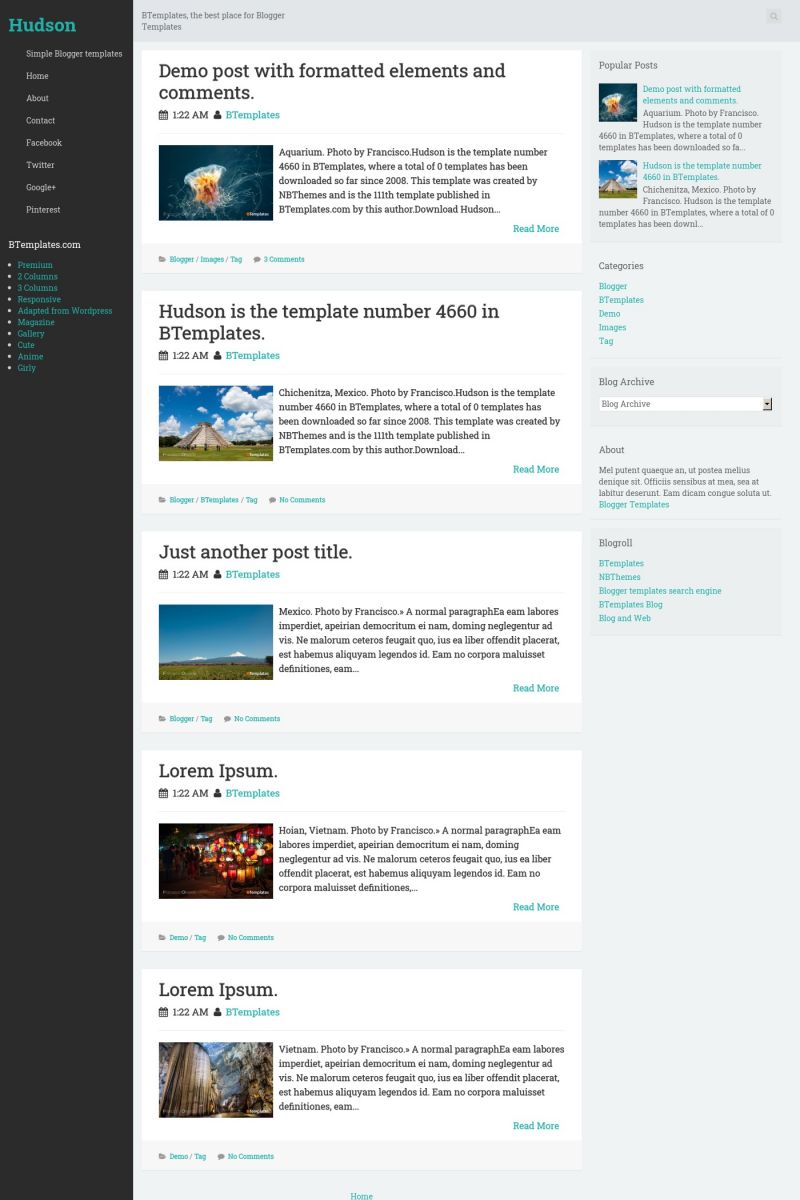 Hudson
Simple Blogger templates
Home
About
Contact
Facebook
Twitter
Google+
Pinterest
BTemplates.com
Premium
2 Columns
3 Columns
Responsive
Adapted from Wordpress
Magazine
Gallery
Cute
Anime
Girly
BTemplates, the best place for Blogger
Templates
Demo post with formatted elements and
comments.
1:22 AM BTemplates
Aquarium. Photo by Francisco.Hudson is the template number
4660 in BTemplates, where a total of 0 templates has been
downloaded so far since 2008. This template was created by
NBThemes and is the 111th template published in
BTemplates.com by this author.Download Hudson...
BTemplates
Read More
Blogger / Images / Tag 3 Comments
Hudson is the template number 4660 in
BTemplates.
1:22 AM BTemplates
Chichenitza, Mexico. Photo by Francisco.Hudson is the template
number 4660 in BTemplates, where a total of 0 templates has
been downloaded so far since 2008. This template was created by
NBThemes and is the 111th template published in
BTemplates.com by this author.Download...
BTemplates
Read More
Blogger / BTemplates / Tag No Comments
Just another post title.
1:22 AM BTemplates
Mexico. Photo by Francisco.» A normal paragraphEa eam labores
imperdiet, apeirian democritum ei nam, doming neglegentur ad
vis. Ne malorum ceteros feugait quo, ius ea liber offendit placerat,
est habemus aliquyam legendos id. Eam no corpora maluisset
definitiones, eam...
BTemplates
Read More
Blogger / Tag No Comments
Lorem Ipsum.
1:22 AM BTemplates
Hoian, Vietnam. Photo by Francisco.» A normal paragraphEa eam
labores imperdiet, apeirian democritum ei nam, doming
neglegentur ad vis. Ne malorum ceteros feugait quo, ius ea liber
offendit placerat, est habemus aliquyam legendos id. Eam no
corpora maluisset definitiones,...
BTemplates
Read More
Demo / Tag No Comments
Lorem Ipsum.
1:22 AM BTemplates
Vietnam. Photo by Francisco.» A normal paragraphEa eam labores
imperdiet, apeirian democritum ei nam, doming neglegentur ad
vis. Ne malorum ceteros feugait quo, ius ea liber offendit placerat,
est habemus aliquyam legendos id. Eam no corpora maluisset
definitiones, eam...
BTemplates
Read More
Demo / Tag No Comments
Home
Popular Posts
Demo post with formatted
elements and comments.
Aquarium. Photo by Francisco.
Hudson is the template number
4660 in BTemplates, where a total of 0
templates has been downloaded so fa...
Hudson is the template number
4660 in BTemplates.
Chichenitza, Mexico. Photo by
Francisco. Hudson is the template
number 4660 in BTemplates, where a total of 0
templates has been downl...
Categories
Blogger
BTemplates
Demo
Images
Tag
Blog Archive
Blog Archive
About
Mel putent quaeque an, ut postea melius
denique sit. Officiis sensibus at mea, sea at
labitur deserunt. Eam dicam congue soluta ut.
Blogger Templates
Blogroll
BTemplates
NBThemes
Blogger templates search engine
BTemplates Blog
Blog and Web